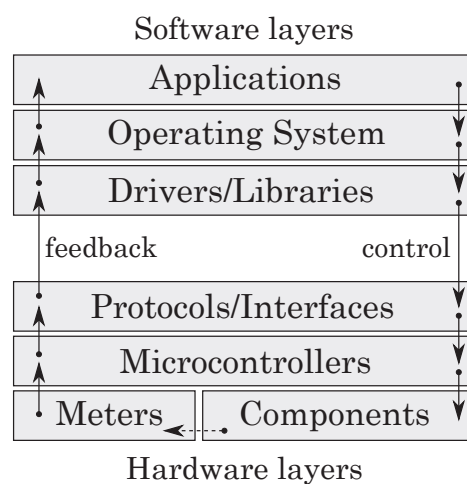 Software layers
Applications
Operating System
Drivers/Libraries
feedback control
Protocols/Interfaces
Microcontrollers
Meters Components
Hardware layers